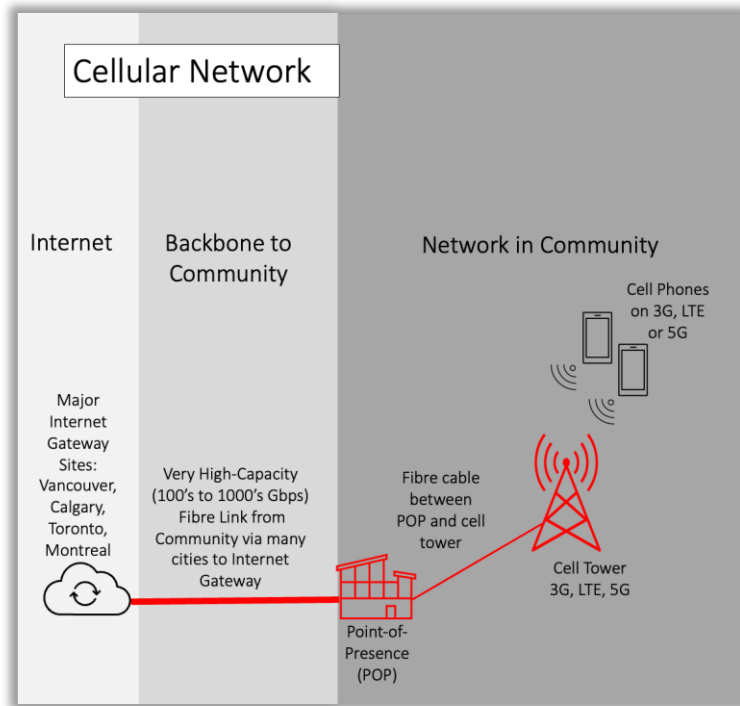 Cellular Network
Internet
Backbone to
Community
Network in Community
Cell Phones
on 3G, LTE
or 5G
Major
Internet
Gateway
Sites:
Vancouver,
Calgary,
Toronto,
Montreal
Very High-Capacity
(100's to 1000's Gbps)
Fibre Link from
Community via many
cities to Internet
Gateway
Fibre cable
between
POP and cell
tower
Cell Tower
3G, LTE, 5G
Point-of-
Presence
(POP)